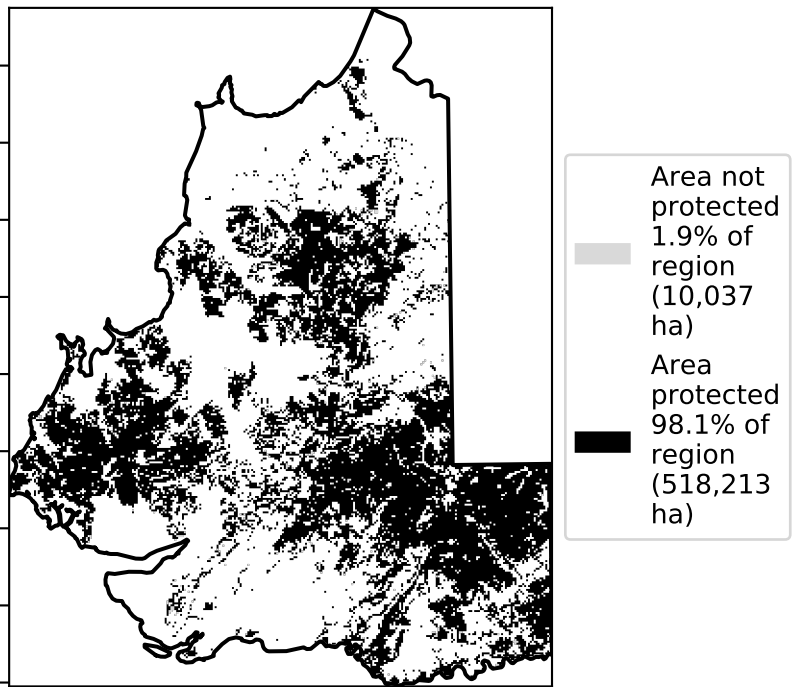 Area not
protected
1.9% of
region
(10,037
ha)
Area
protected
98.1% of
region
(518,213
ha)